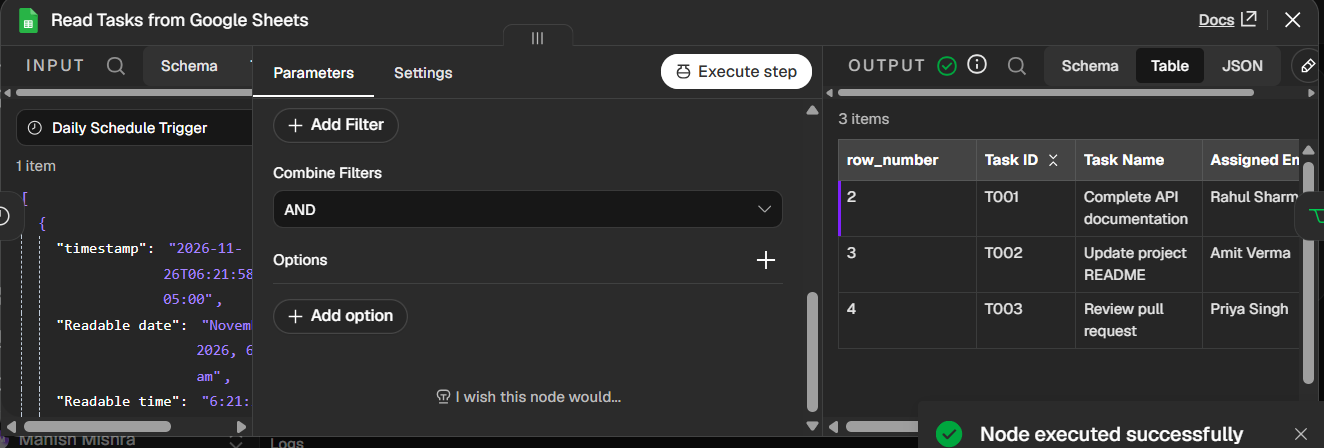 Read Tasks from Google Sheets
Docs
INPUT
Schema
Parameters
Settings
Execute step
OUTPUT
Schema
Table
JSON
Daily Schedule Trigger
1 item
[
{
"timestamp": "2026-11-
26T06:21:58
05:00",
"Readable date": "Novem
2026, 6
am",
"Readable time": "6:21:
Add Filter
Combine Filters
AND
Options
Add option
I wish this node would...
3 items
row_number Task ID Task Name Assigned Em
2 T001 Complete API
documentation Rahul Sharm
3 T002 Update project
README Amit Verma
4 T003 Review pull
request Priya Singh
Node executed successfully
Manish Mishra
Logs